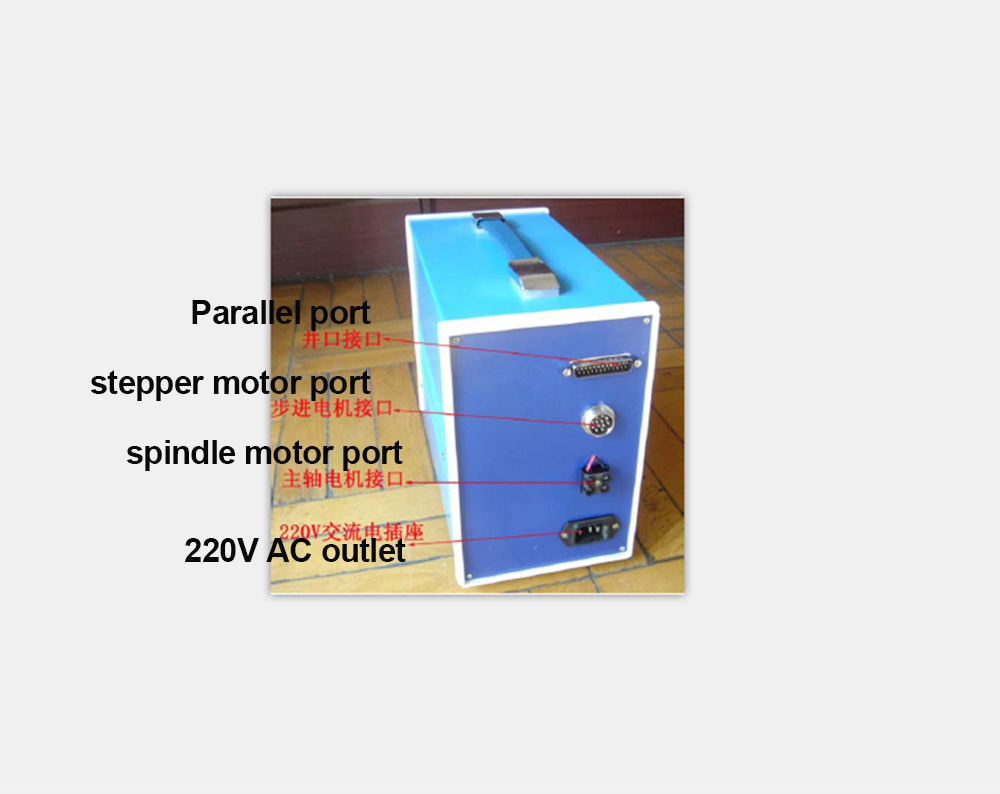 Parallel port
并口接口
stepper motor port
步进电机接口
spindle motor port
主轴电机接口
220V交流电插座
220V AC outlet